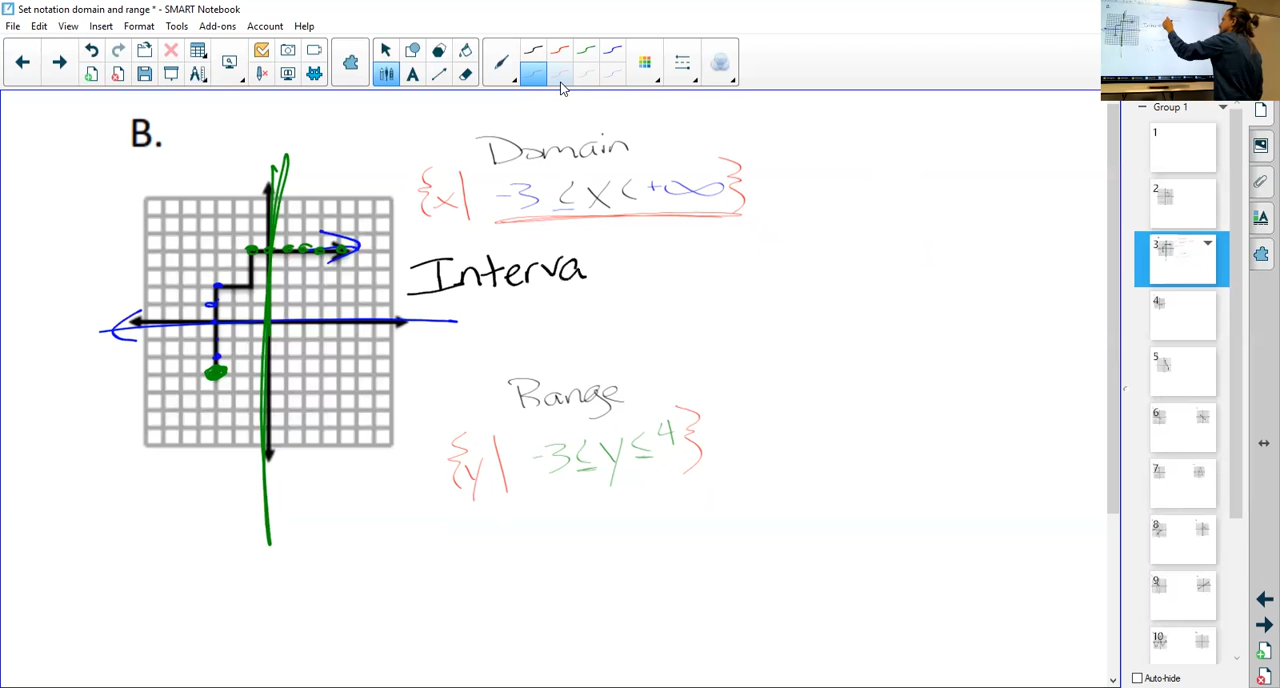 Set notation domain and range * - SMART Notebook
File Edit View Insert Format Tools Add-ons Account Help
B.
Domain
{x| -3 ≤ x < +∞}
Interva
Range
{y| -3 ≤ y ≤ 4}
Group 1
1
2
3
4
5
6
7
8
9
10
Auto-hide